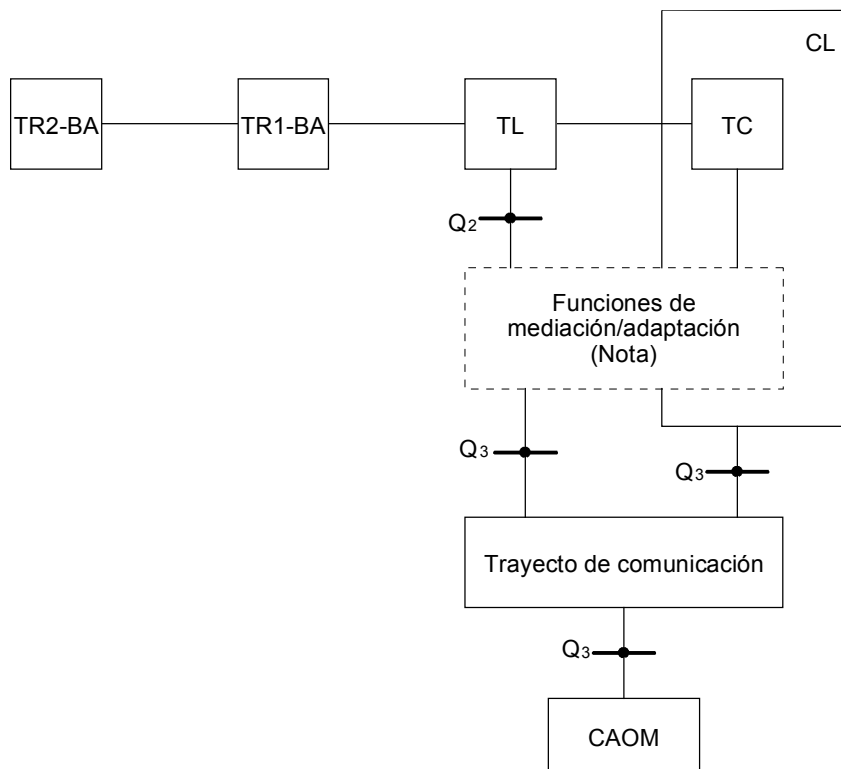 CL
TR2-BA
TR1-BA
TL
TC
Q2
Funciones de
mediación/adaptación
(Nota)
Q3
Q3
Trayecto de comunicación
Q3
CAOM